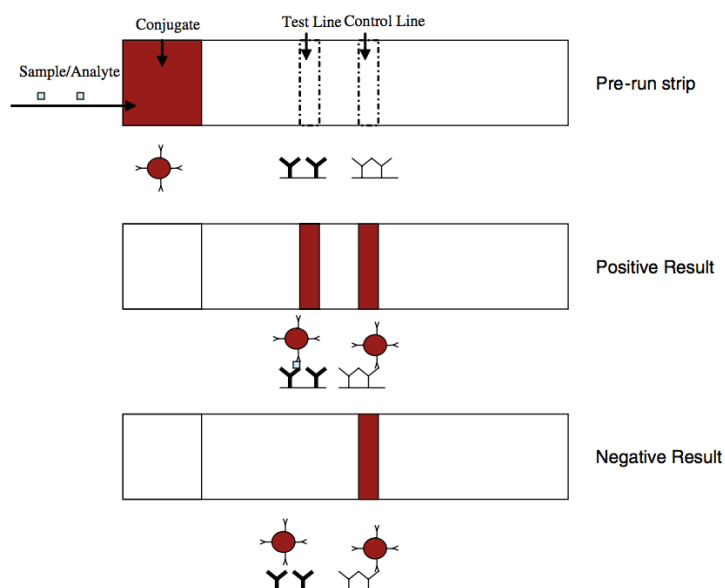 Conjugate
Test Line
Control Line
Sample/Analyte
Pre-run strip
Positive Result
Negative Result